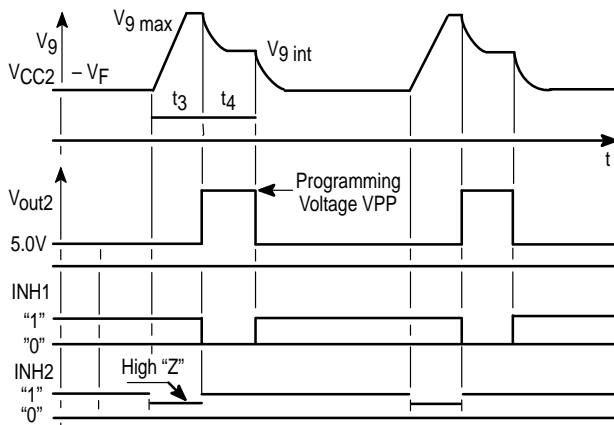 V9
V9 max
V9 int
VCC2 – VF
t3
t4
t
Vout2
Programming
Voltage VPP
5.0V
INH1
“1”
”0”
INH2
High “Z”
“1”
“0”